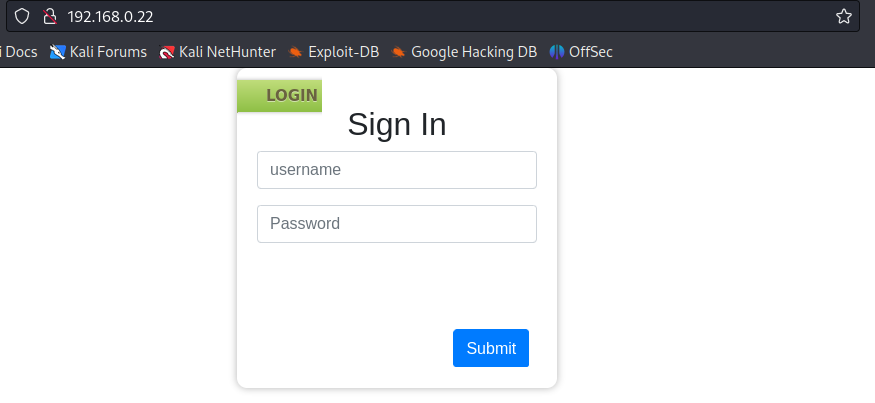 192.168.0.22
i Docs Kali Forums Kali NetHunter Exploit-DB Google Hacking DB OffSec
LOGIN
Sign In
username
Password
Submit